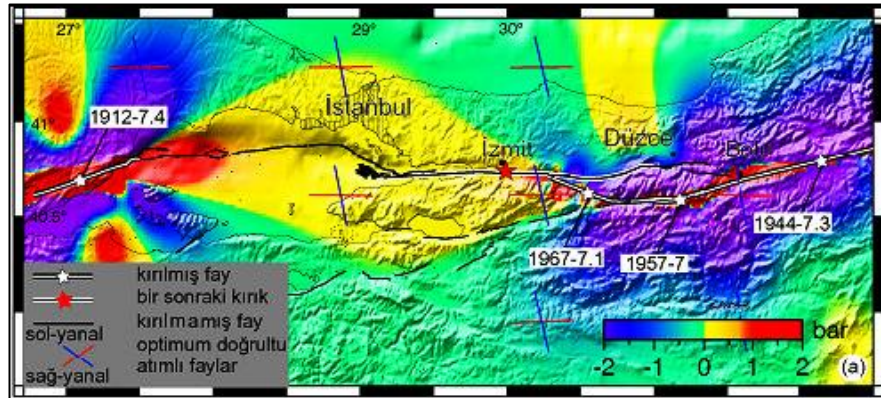 27°
29°
30°
1912-7.4
İstanbul
41°
İzmit
Düzce
Bolu
40.5°
1944-7.3
1967-7.1
1957-7
kırılmış fay
bir sonraki kırık
kırılmamış fay
sol-yanal
optimum doğrultu
atımlı faylar
sağ-yanal
bar
-2 -1 0 1 2
(a)